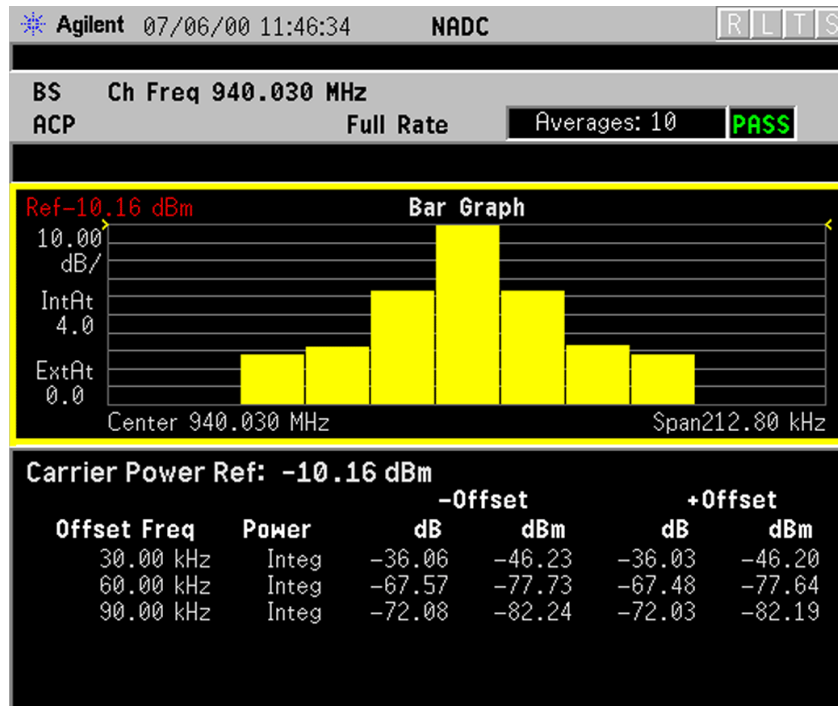 Agilent 07/06/00 11:46:34 NADC R L T S
BS Ch Freq 940.030 MHz
ACP Full Rate Averages: 10 PASS
Ref-10.16 dBm Bar Graph
10.00
dB/
IntAt
4.0
ExtAt
0.0
Center 940.030 MHz Span212.80 kHz
Carrier Power Ref: -10.16 dBm
-Offset +Offset
Offset Freq Power dB dBm dB dBm
30.00 kHz Integ -36.06 -46.23 -36.03 -46.20
60.00 kHz Integ -67.57 -77.73 -67.48 -77.64
90.00 kHz Integ -72.08 -82.24 -72.03 -82.19